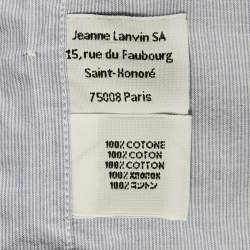 Jeanne Lanvin SA
15, rue du Faubourg
Saint-Honoré
75008 Paris
100% COTONE
100% COTON
100% COTTON
100% ХЛОПОК
100% コットン